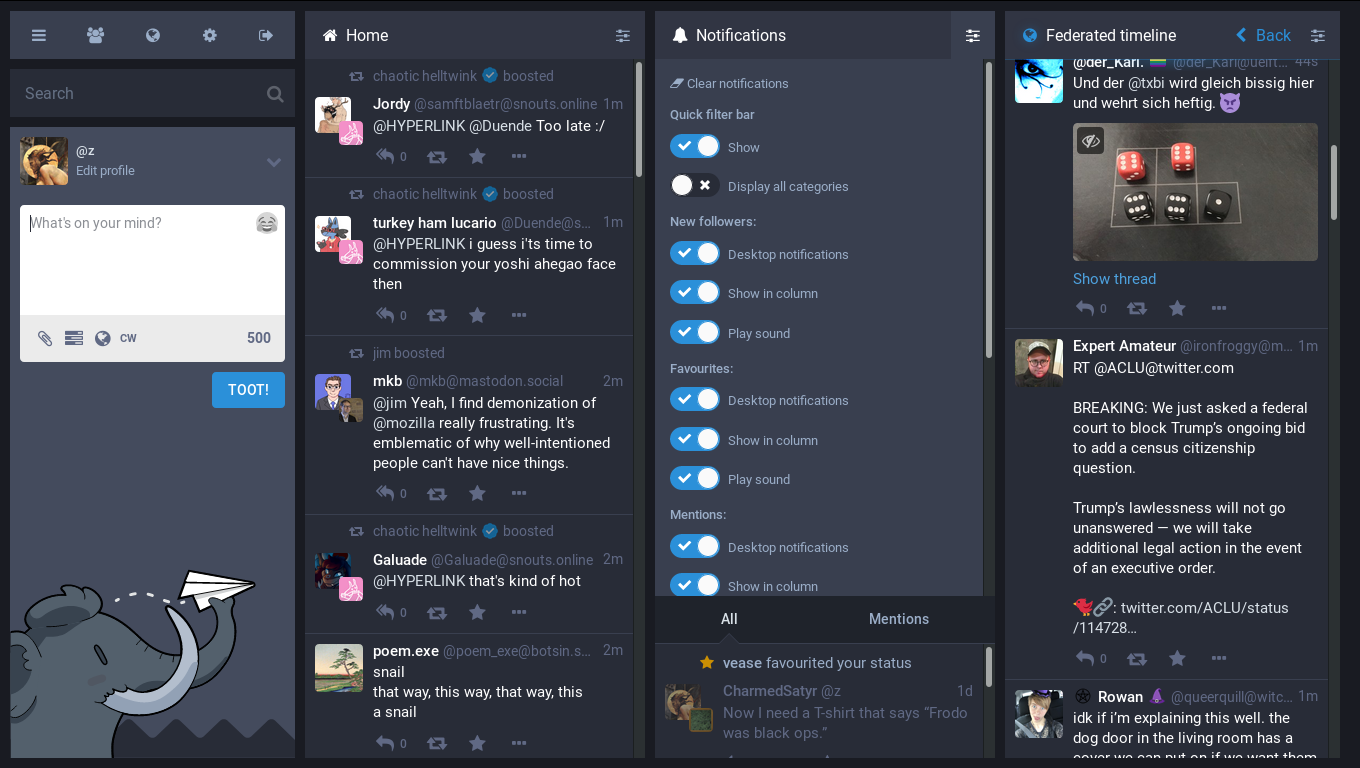 Search
@z
Edit profile
What's on your mind?
CW
500
TOOT!
Home
chaotic helltwink boosted
Jordy @samftblaetr@snouts.online 1m
@HYPERLINK @Duende Too late :/
0
chaotic helltwink boosted
turkey ham lucario @Duende@s... 1m
@HYPERLINK i guess i'ts time to
commission your yoshi ahegao face
then
0
jim boosted
mkb @mkb@mastodon.social 2m
@jim Yeah, I find demonization of
@mozilla really frustrating. It's
emblematic of why well-intentioned
people can't have nice things.
0
chaotic helltwink boosted
Galuade @Galuade@snouts.online 2m
@HYPERLINK that's kind of hot
0
poem.exe @poem_exe@botsin.s... 2m
snail
that way, this way, that way, this
a snail
0
Notifications
Clear notifications
Quick filter bar
Show
Display all categories
New followers:
Desktop notifications
Show in column
Play sound
Favourites:
Desktop notifications
Show in column
Play sound
Mentions:
Desktop notifications
Show in column
All
Mentions
vease favourited your status
CharmedSatyr @z 1d
Now I need a T-shirt that says “Frodo
was black ops.”
Federated timeline
Back
@der_Karl. @der_Karl@ueift... 44s
Und der @txbi wird gleich bissig hier
und wehrt sich heftig. 👿
Show thread
0
Expert Amateur @ironfroggy@m... 1m
RT @ACLU@twitter.com
BREAKING: We just asked a federal
court to block Trump’s ongoing bid
to add a census citizenship
question.
Trump’s lawlessness will not go
unanswered — we will take
additional legal action in the event
of an executive order.
🐦🔗: twitter.com/ACLU/status
/114728…
0
Rowan @queerquill@witc... 1m
idk if i’m explaining this well. the
dog door in the living room has a
cover we can put on if we want them